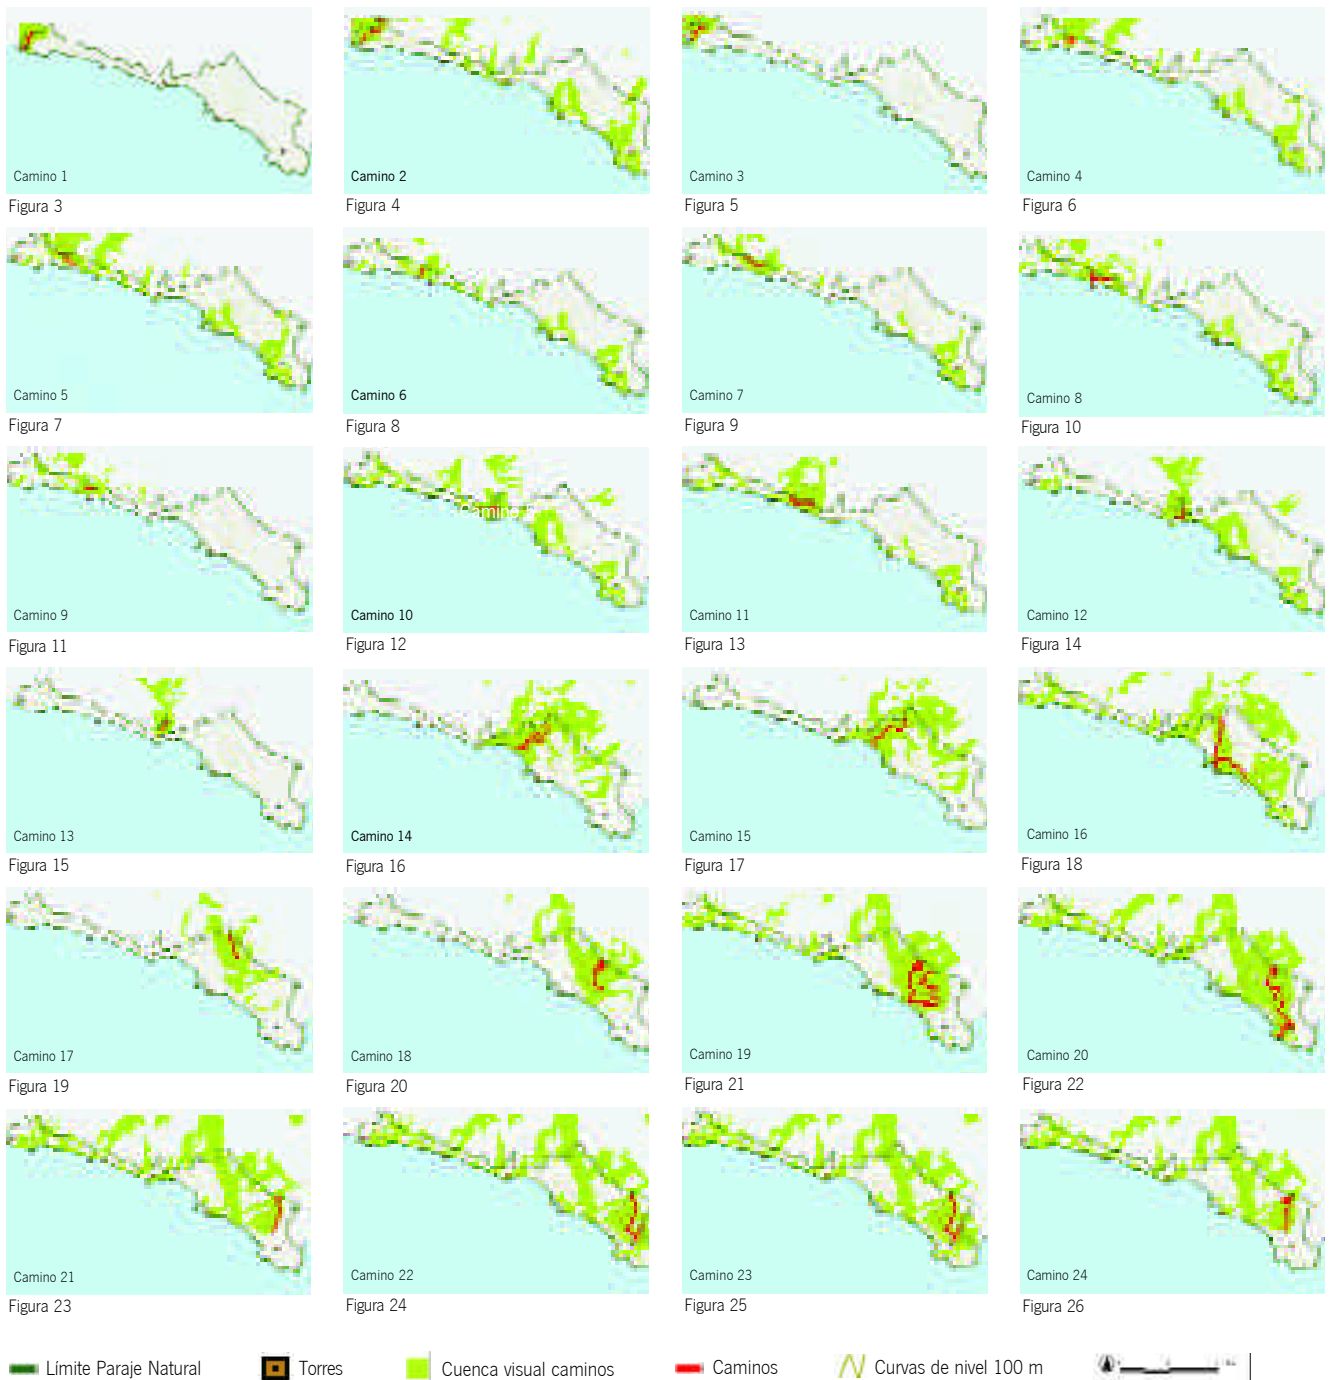 Camino 1
Camino 2
Camino 3
Camino 4
Figura 3
Figura 4
Figura 5
Figura 6
Camino 5
Camino 6
Camino 7
Camino 8
Figura 7
Figura 8
Figura 9
Figura 10
Camino
Camino 9
Camino 10
Camino 11
Camino 12
Figura 11
Figura 12
Figura 13
Figura 14
Camino 13
Camino 14
Camino 15
Camino 16
Figura 15
Figura 16
Figura 17
Figura 18
Camino 17
Camino 18
Camino 19
Camino 20
Figura 19
Figura 20
Figura 21
Figura 22
Camino 21
Camino 22
Camino 23
Camino 24
Figura 23
Figura 24
Figura 25
Figura 26
Límite Paraje Natural
Torres
Cuenca visual caminos
Caminos
Curvas de nivel 100 m